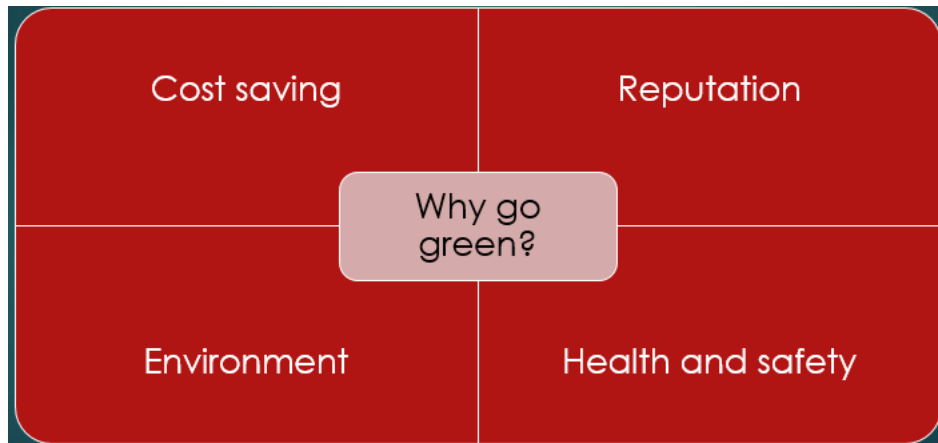 Cost saving
Reputation
Why go
green?
Environment
Health and safety